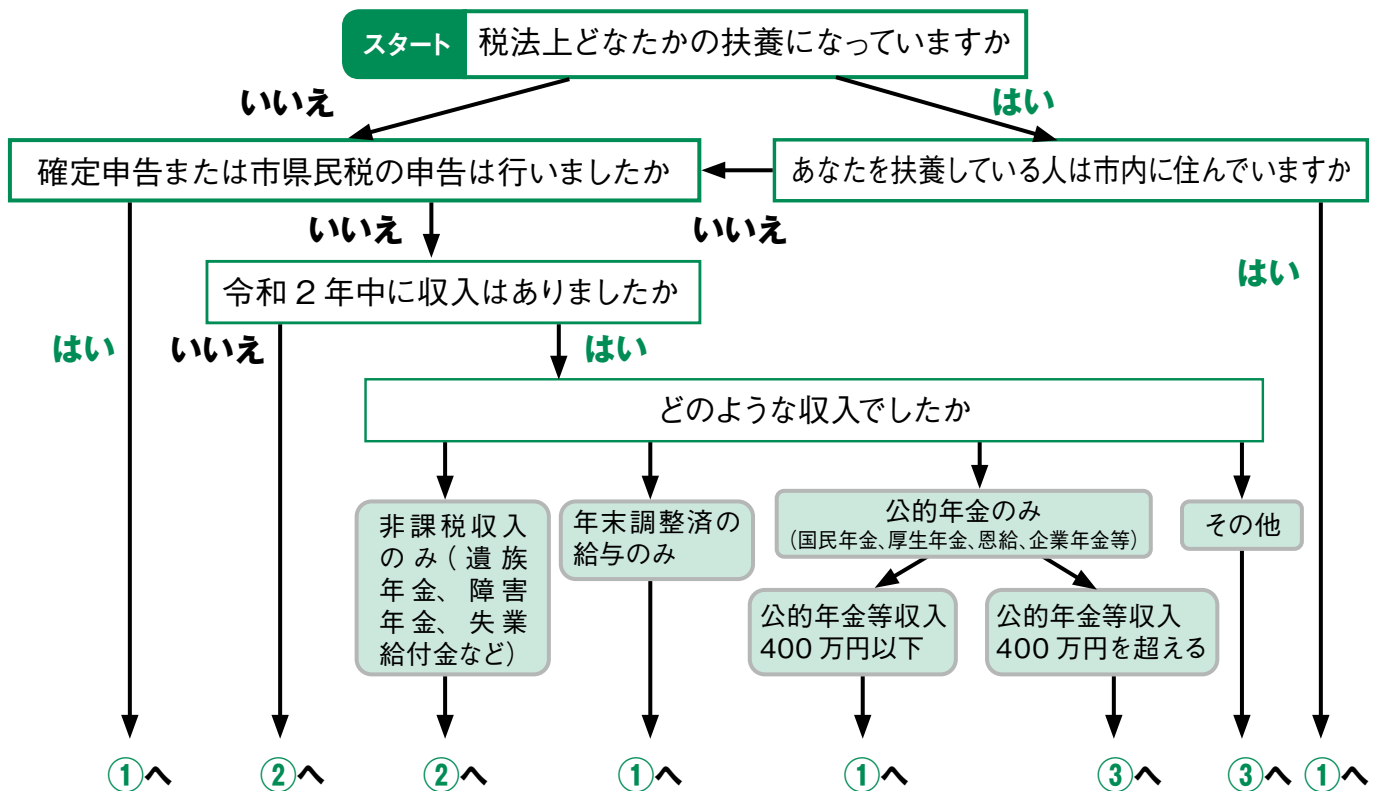 スタート 税法上どなたかの扶養になっていますか
いいえ
はい
確定申告または市県民税の申告は行いましたか
あなたを扶養している人は市内に住んでいますか
いいえ
いいえ
はい
令和2年中に収入はありましたか
はい
いいえ
はい
どのような収入でしたか
非課税収入
のみ(遺族
年金、障害
年金、失業
給付金など)
年末調整済の
給与のみ
公的年金のみ
(国民年金、厚生年金、恩給、企業年金等)
その他
公的年金等収入
400万円以下
公的年金等収入
400万円を超える
①へ
②へ
②へ
①へ
①へ
③へ
③へ
①へ